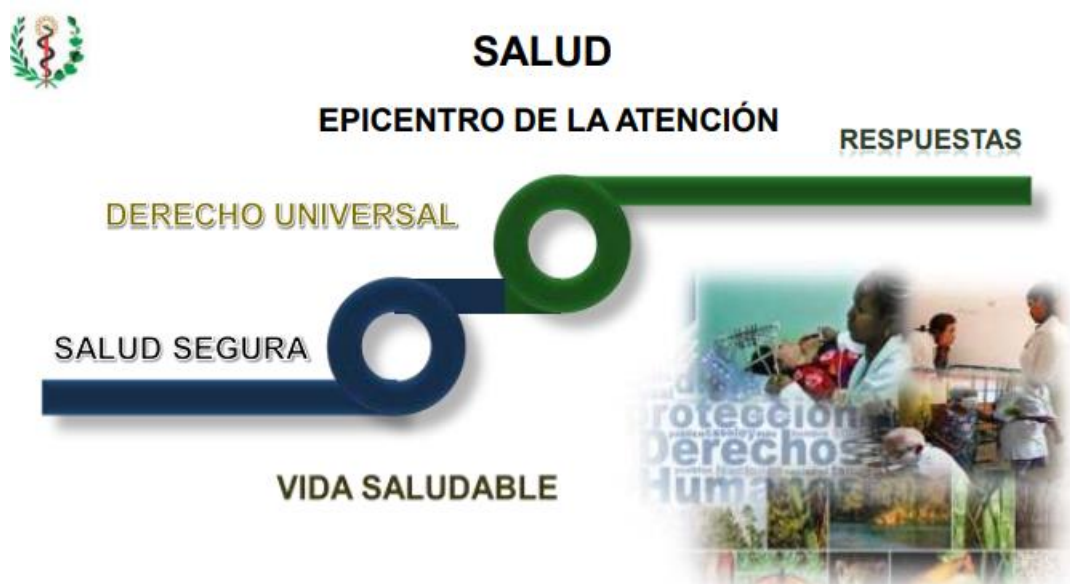 SALUD
EPICENTRO DE LA ATENCIÓN
RESPUESTAS
DERECHO UNIVERSAL
SALUD SEGURA
VIDA SALUDABLE
Derechos